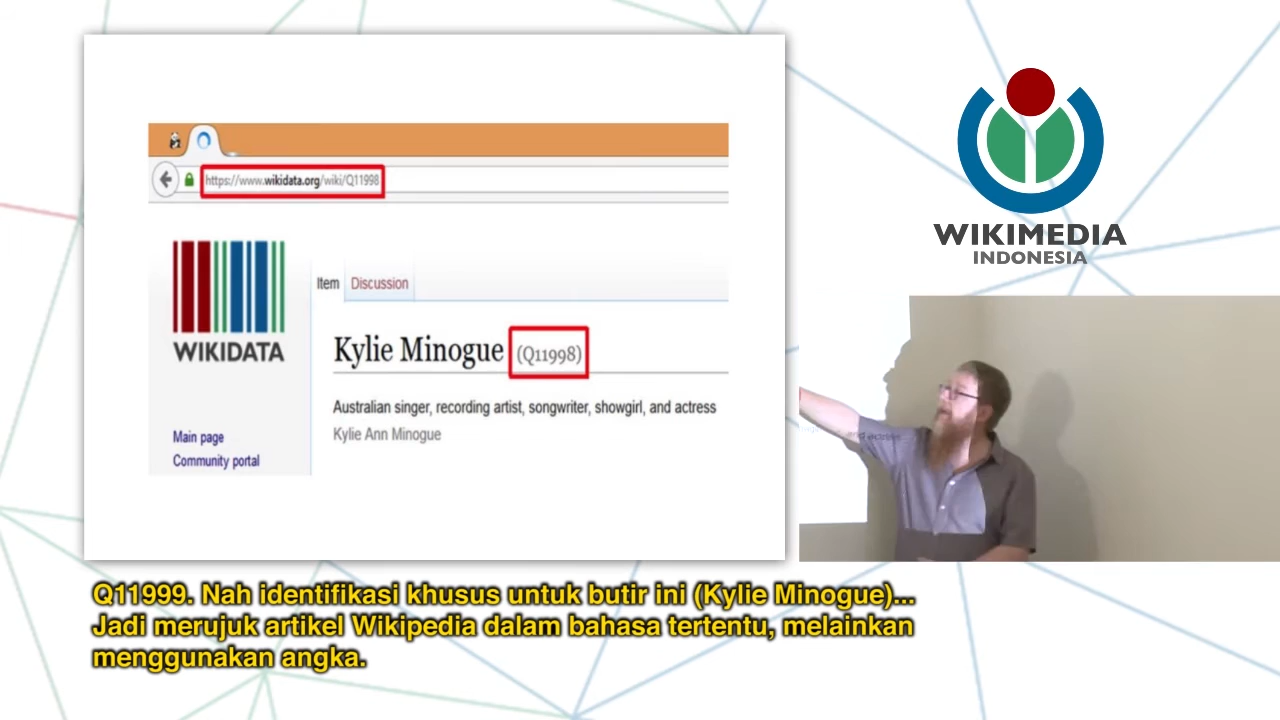 https://www.wikidata.org/wiki/Q11998
WIKIDATA
Item Discussion
Kylie Minogue (Q11998)
Australian singer, recording artist, songwriter, showgirl, and actress
Kylie Ann Minogue
Main page
Community portal
WIKIMEDIA
INDONESIA
and actress
Q11999. Nah identifikasi khusus untuk butir ini (Kylie Minogue)...
Jadi merujuk artikel Wikipedia dalam bahasa tertentu, melainkan
menggunakan angka.